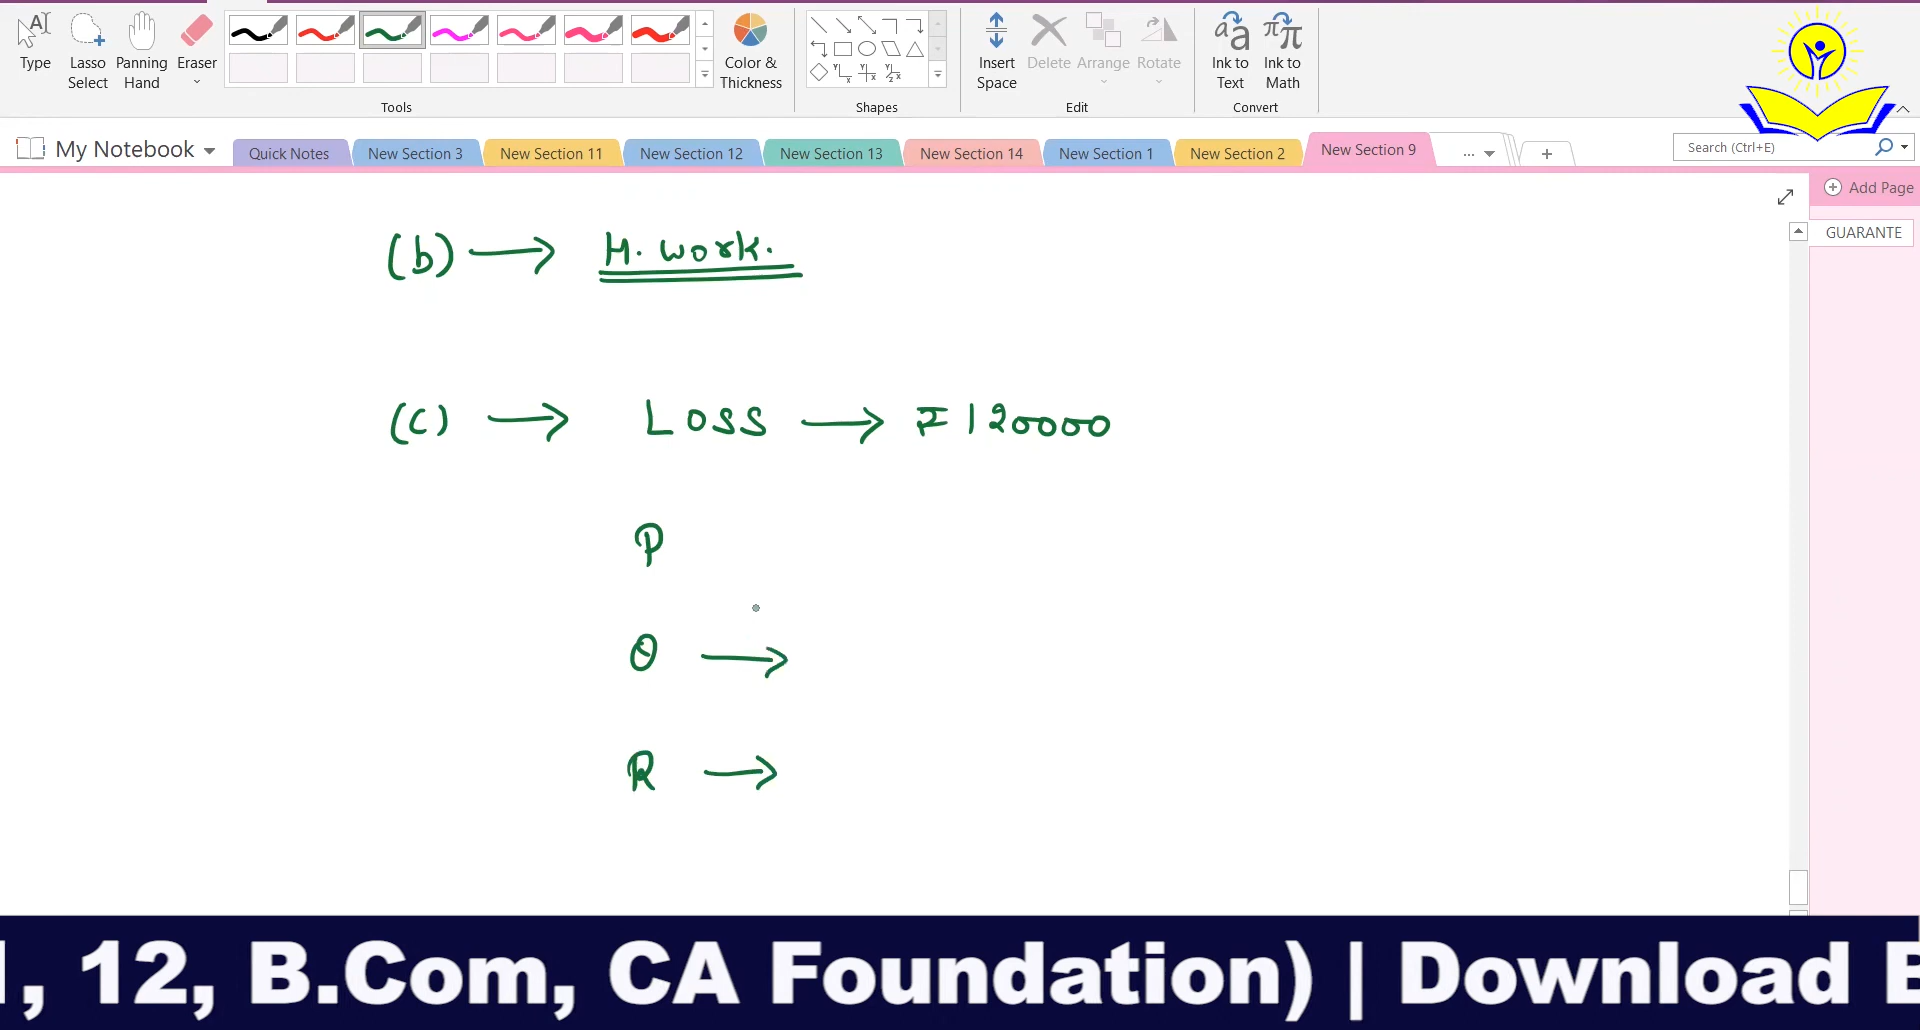 Type
Lasso Select
Panning Hand
Eraser
Color & Thickness
Insert Space
Delete
Arrange
Rotate
Ink to Text
Ink to Math
Tools
Shapes
Edit
Convert
My Notebook
Quick Notes
New Section 3
New Section 11
New Section 12
New Section 13
New Section 14
New Section 1
New Section 2
New Section 9
...
Search (Ctrl+E)
Add Page
GUARANTE
(b) → H. work.
(c) → Loss → ₹ 120000
P
Q →
R →
, 12, B.Com, CA Foundation) | Download